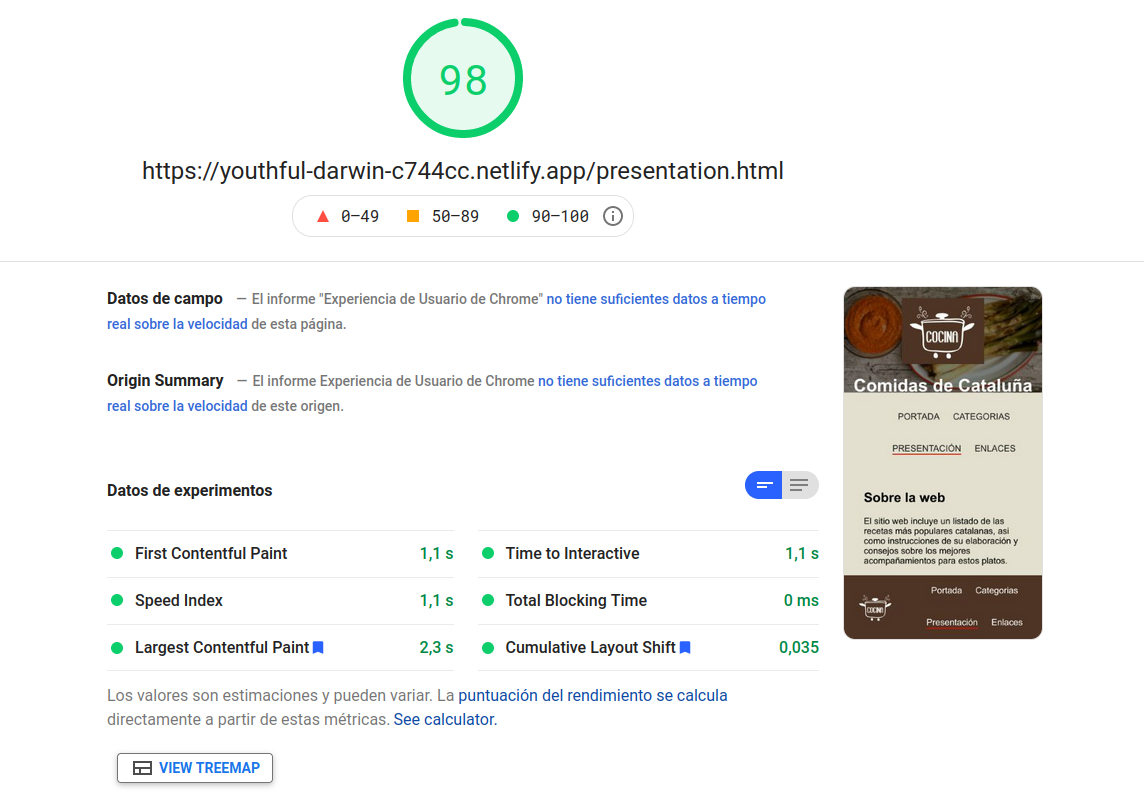 98
https://youthful-darwin-c744cc.netlify.app/presentation.html
0–49 50–89 90–100
Datos de campo — El informe "Experiencia de Usuario de Chrome" no tiene suficientes datos a tiempo
real sobre la velocidad de esta página.
Origin Summary — El informe Experiencia de Usuario de Chrome no tiene suficientes datos a tiempo
real sobre la velocidad de este origen.
Datos de experimentos
First Contentful Paint 1,1 s
Time to Interactive 1,1 s
Speed Index 1,1 s
Total Blocking Time 0 ms
Largest Contentful Paint 2,3 s
Cumulative Layout Shift 0,035
Los valores son estimaciones y pueden variar. La puntuación del rendimiento se calcula
directamente a partir de estas métricas. See calculator.
VIEW TREEMAP
COCINA
Comidas de Cataluña
PORTADA CATEGORIAS
PRESENTACIÓN ENLACES
Sobre la web
El sitio web incluye un listado de las
recetas más populares catalanas, así
como instrucciones de su elaboración y
consejos sobre los mejores
acompañamientos para estos platos.
COCINA
Portada Categorias
Presentación Enlaces